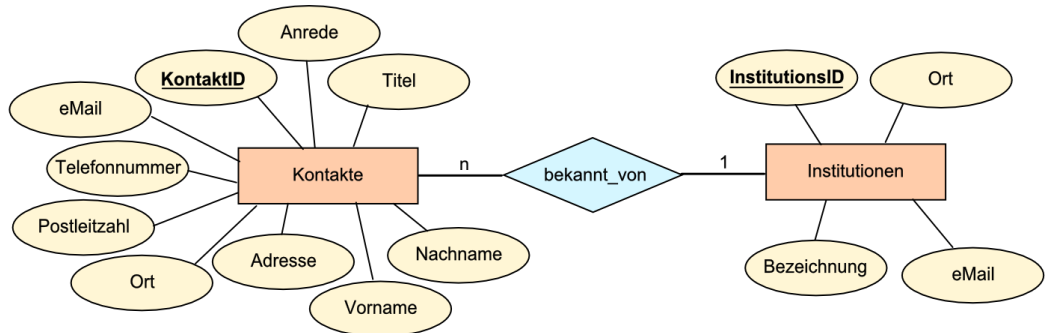 Anrede
KontaktID
Titel
eMail
Telefonnummer
Kontakte
Postleitzahl
Ort
Adresse
Vorname
Nachname
n
bekannt_von
1
InstitutionsID
Ort
Institutionen
Bezeichnung
eMail